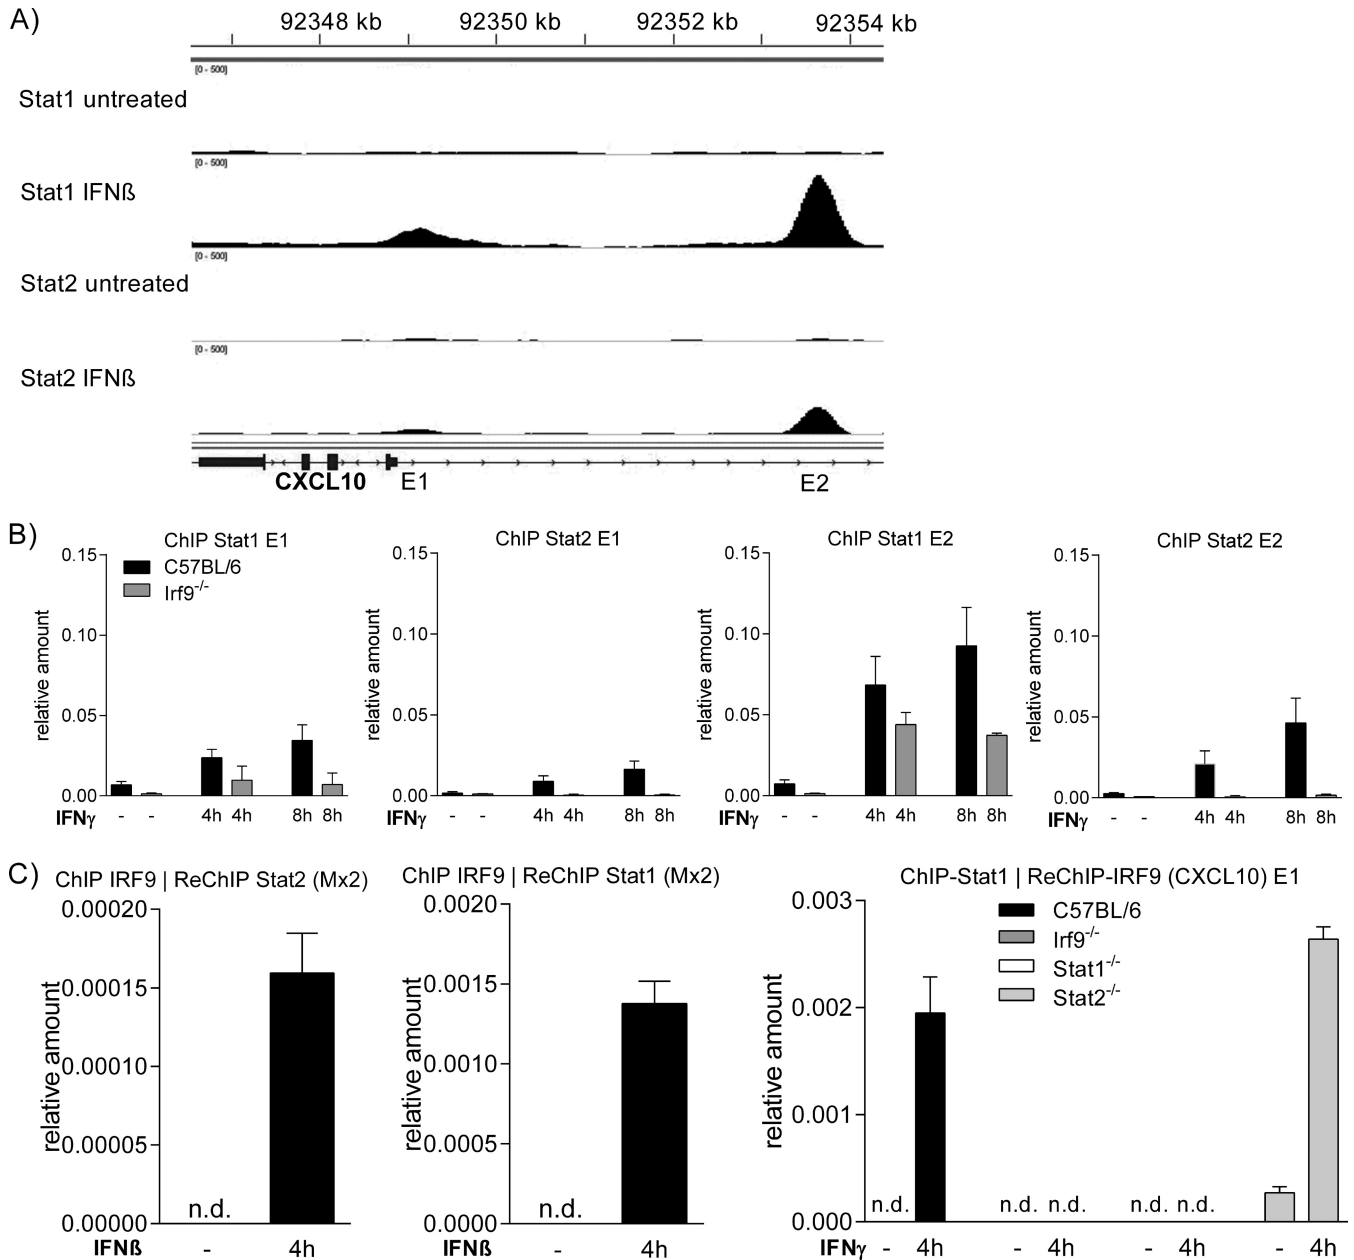 A)
92348 kb 92350 kb 92352 kb 92354 kb
[0 - 500]
Stat1 untreated
[0 - 500]
Stat1 IFNß
[0 - 500]
Stat2 untreated
[0 - 500]
Stat2 IFNß
CXCL10 E1 E2
B)
ChIP Stat1 E1
C57BL/6
Irf9-/-
relative amount
0.15
0.10
0.05
0.00
IFNγ - - 4h 4h 8h 8h
ChIP Stat2 E1
relative amount
0.15
0.10
0.05
0.00
IFNγ - - 4h 4h 8h 8h
ChIP Stat1 E2
relative amount
0.15
0.10
0.05
0.00
IFNγ - - 4h 4h 8h 8h
ChIP Stat2 E2
relative amount
0.15
0.10
0.05
0.00
IFNγ - - 4h 4h 8h 8h
C)
ChIP IRF9 | ReChIP Stat2 (Mx2)
relative amount
0.00020
0.00015
0.00010
0.00005
0.00000
n.d.
IFNß - 4h
ChIP IRF9 | ReChIP Stat1 (Mx2)
relative amount
0.0020
0.0015
0.0010
0.0005
0.0000
n.d.
IFNß - 4h
ChIP-Stat1 | ReChIP-IRF9 (CXCL10) E1
C57BL/6
Irf9-/-
Stat1-/-
Stat2-/-
relative amount
0.003
0.002
0.001
0.000
n.d. n.d. n.d. n.d. n.d.
IFNγ - 4h - 4h - 4h - 4h